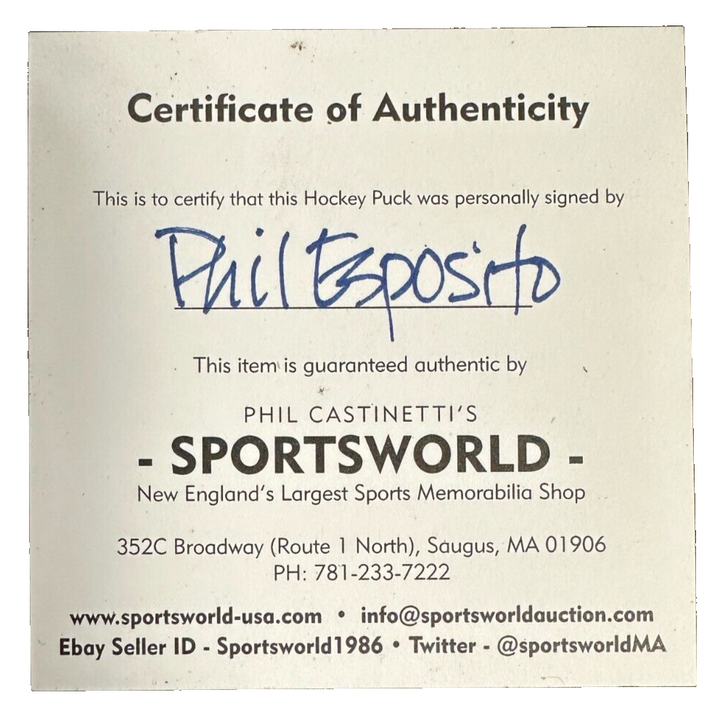 Certificate of Authenticity
This is to certify that this Hockey Puck was personally signed by
Phil Esposito
This item is guaranteed authentic by
PHIL CASTINETTI'S
- SPORTSWORLD -
New England's Largest Sports Memorabilia Shop
352C Broadway (Route 1 North), Saugus, MA 01906
PH: 781-233-7222
www.sportsworld-usa.com • info@sportsworldauction.com
Ebay Seller ID - Sportsworld1986 • Twitter - @sportsworldMA